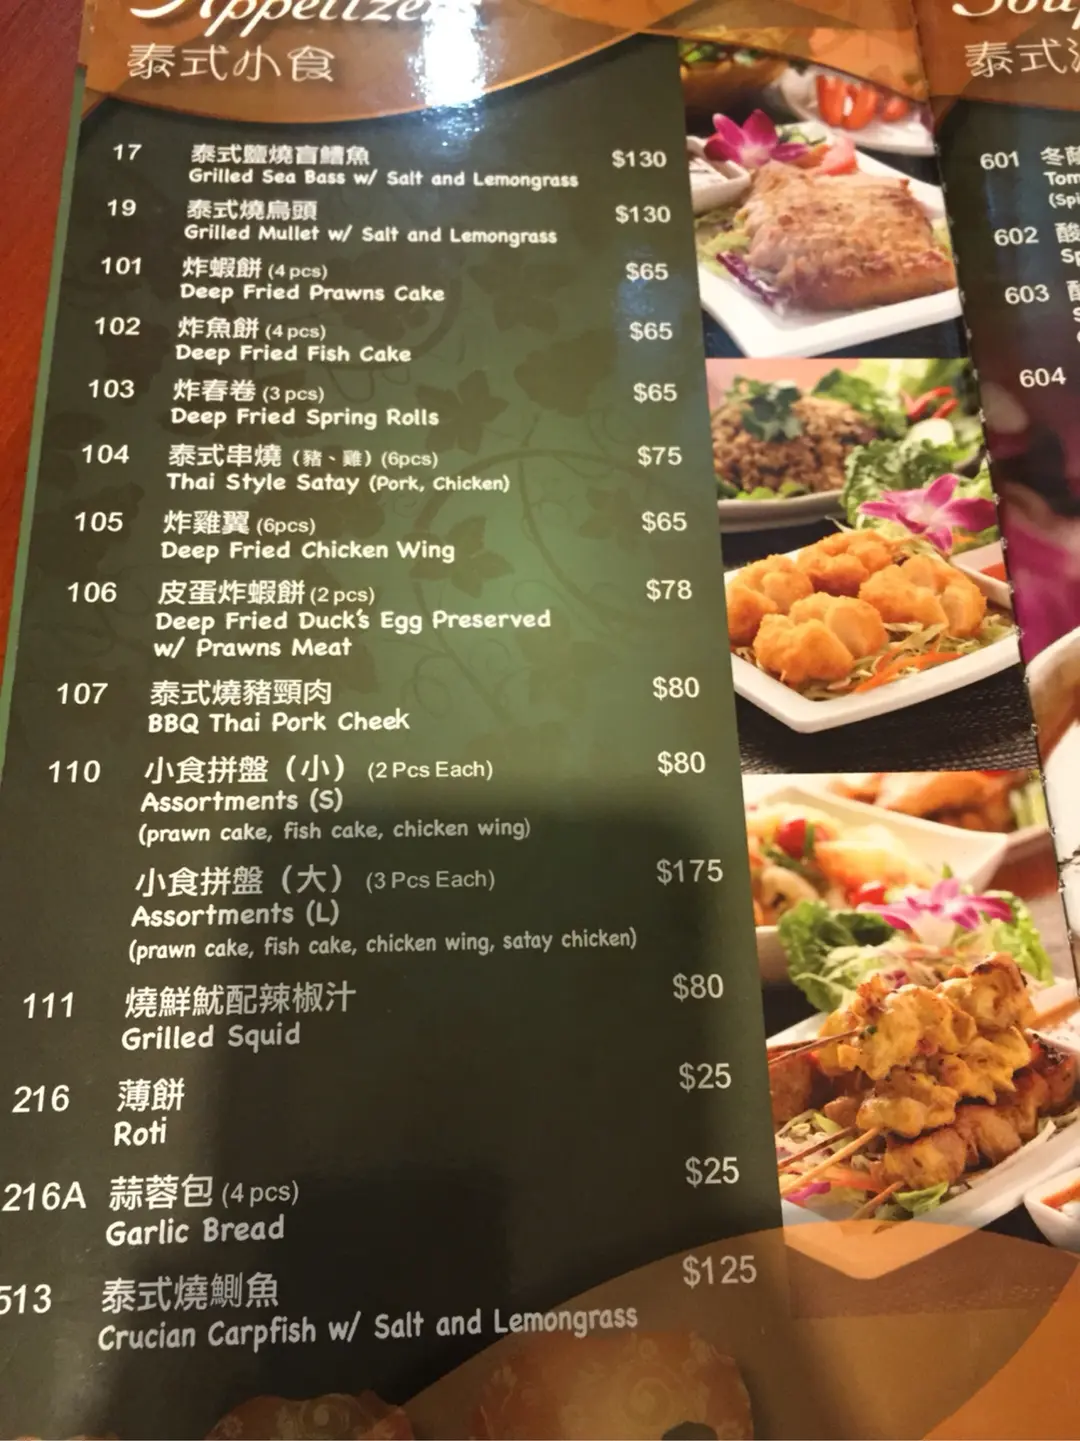 Appetizer
泰式小食
17 泰式鹽燒盲鰽魚 $130
Grilled Sea Bass w/ Salt and Lemongrass
19 泰式燒烏頭 $130
Grilled Mullet w/ Salt and Lemongrass
101 炸蝦餅 (4 pcs) $65
Deep Fried Prawns Cake
102 炸魚餅 (4 pcs) $65
Deep Fried Fish Cake
103 炸春卷 (3 pcs) $65
Deep Fried Spring Rolls
104 泰式串燒（豬、雞）(6pcs) $75
Thai Style Satay (Pork, Chicken)
105 炸雞翼 (6pcs) $65
Deep Fried Chicken Wing
106 皮蛋炸蝦餅 (2 pcs) $78
Deep Fried Duck's Egg Preserved
w/ Prawns Meat
107 泰式燒豬頸肉 $80
BBQ Thai Pork Cheek
110 小食拼盤（小） (2 Pcs Each) $80
Assortments (S)
(prawn cake, fish cake, chicken wing)
小食拼盤（大） (3 Pcs Each) $175
Assortments (L)
(prawn cake, fish cake, chicken wing, satay chicken)
111 燒鮮魷配辣椒汁 $80
Grilled Squid
216 薄餅 $25
Roti
216A 蒜蓉包 (4 pcs) $25
Garlic Bread
513 泰式燒鰂魚 $125
Crucian Carpfish w/ Salt and Lemongrass
泰式
601 冬
Tom
(Spi
602 酸
Sp
603
604